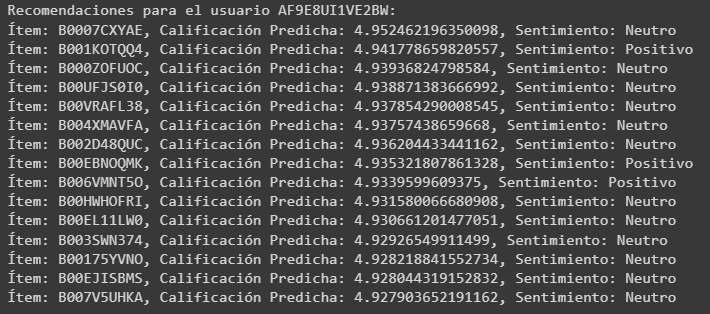 Recomendaciones para el usuario AF9E8UI1VE2BW:
Ítem: B0007CXYAE, Calificación Predicha: 4.952462196350098, Sentimiento: Neutro
Ítem: B001KOTQQ4, Calificación Predicha: 4.941778659820557, Sentimiento: Positivo
Ítem: B000ZOFUOC, Calificación Predicha: 4.93936824798584, Sentimiento: Neutro
Ítem: B00UFJS0I0, Calificación Predicha: 4.938871383666992, Sentimiento: Neutro
Ítem: B00VRAFL38, Calificación Predicha: 4.937854290008545, Sentimiento: Neutro
Ítem: B004XMAVFA, Calificación Predicha: 4.93757438659668, Sentimiento: Neutro
Ítem: B002D48QUC, Calificación Predicha: 4.936204433441162, Sentimiento: Neutro
Ítem: B00EBNOQMK, Calificación Predicha: 4.935321807861328, Sentimiento: Positivo
Ítem: B006VMNT5O, Calificación Predicha: 4.9339599609375, Sentimiento: Positivo
Ítem: B00HWHOFRI, Calificación Predicha: 4.931580066680908, Sentimiento: Neutro
Ítem: B00EL11LW0, Calificación Predicha: 4.930661201477051, Sentimiento: Neutro
Ítem: B003SWN374, Calificación Predicha: 4.92926549911499, Sentimiento: Neutro
Ítem: B00175YVNO, Calificación Predicha: 4.928218841552734, Sentimiento: Neutro
Ítem: B00EJISBMS, Calificación Predicha: 4.928044319152832, Sentimiento: Neutro
Ítem: B007V5UHKA, Calificación Predicha: 4.927903652191162, Sentimiento: Neutro